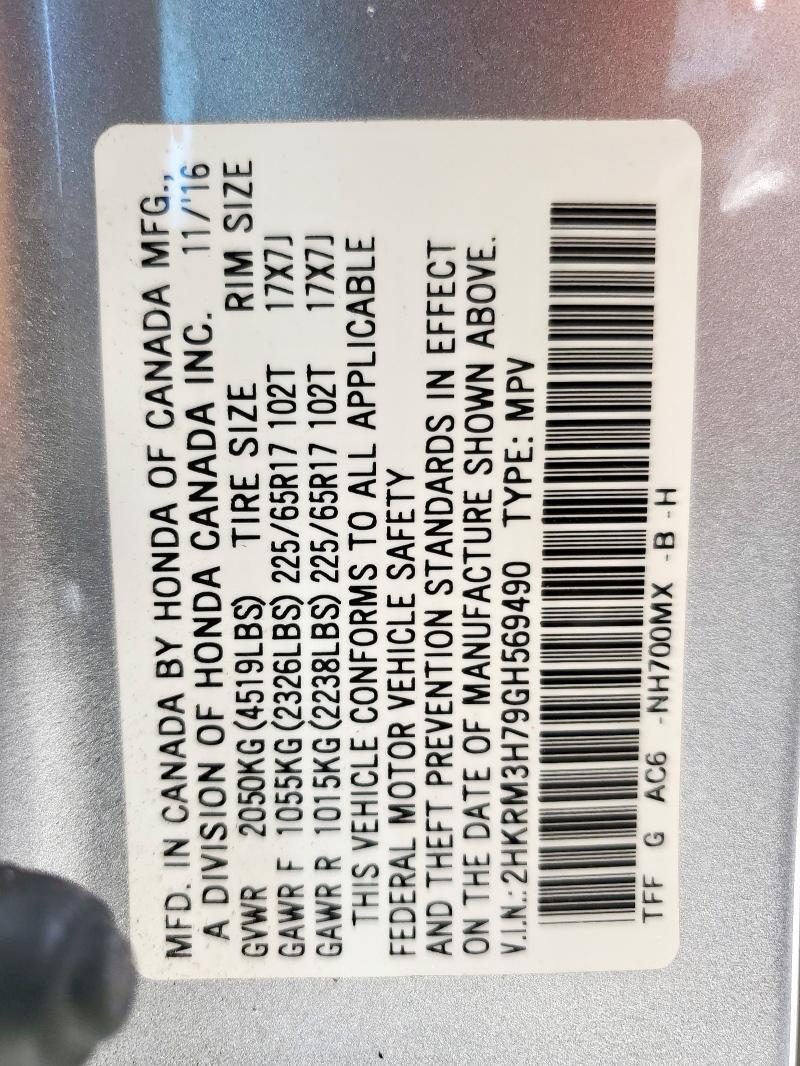 MFD. IN CANADA BY HONDA OF CANADA MFG.,
A DIVISION OF HONDA CANADA INC. 11/'16
GVWR 2050KG (4519LBS) TIRE SIZE RIM SIZE
GAWR F 1055KG (2326LBS) 225/65R17 102T 17X7J
GAWR R 1015KG (2238LBS) 225/65R17 102T 17X7J
THIS VEHICLE CONFORMS TO ALL APPLICABLE
FEDERAL MOTOR VEHICLE SAFETY
AND THEFT PREVENTION STANDARDS IN EFFECT
ON THE DATE OF MANUFACTURE SHOWN ABOVE.
V.I.N.: 2HKRM3H79GH569490 TYPE: MPV
TFF G AC6 -NH700MX -B -H